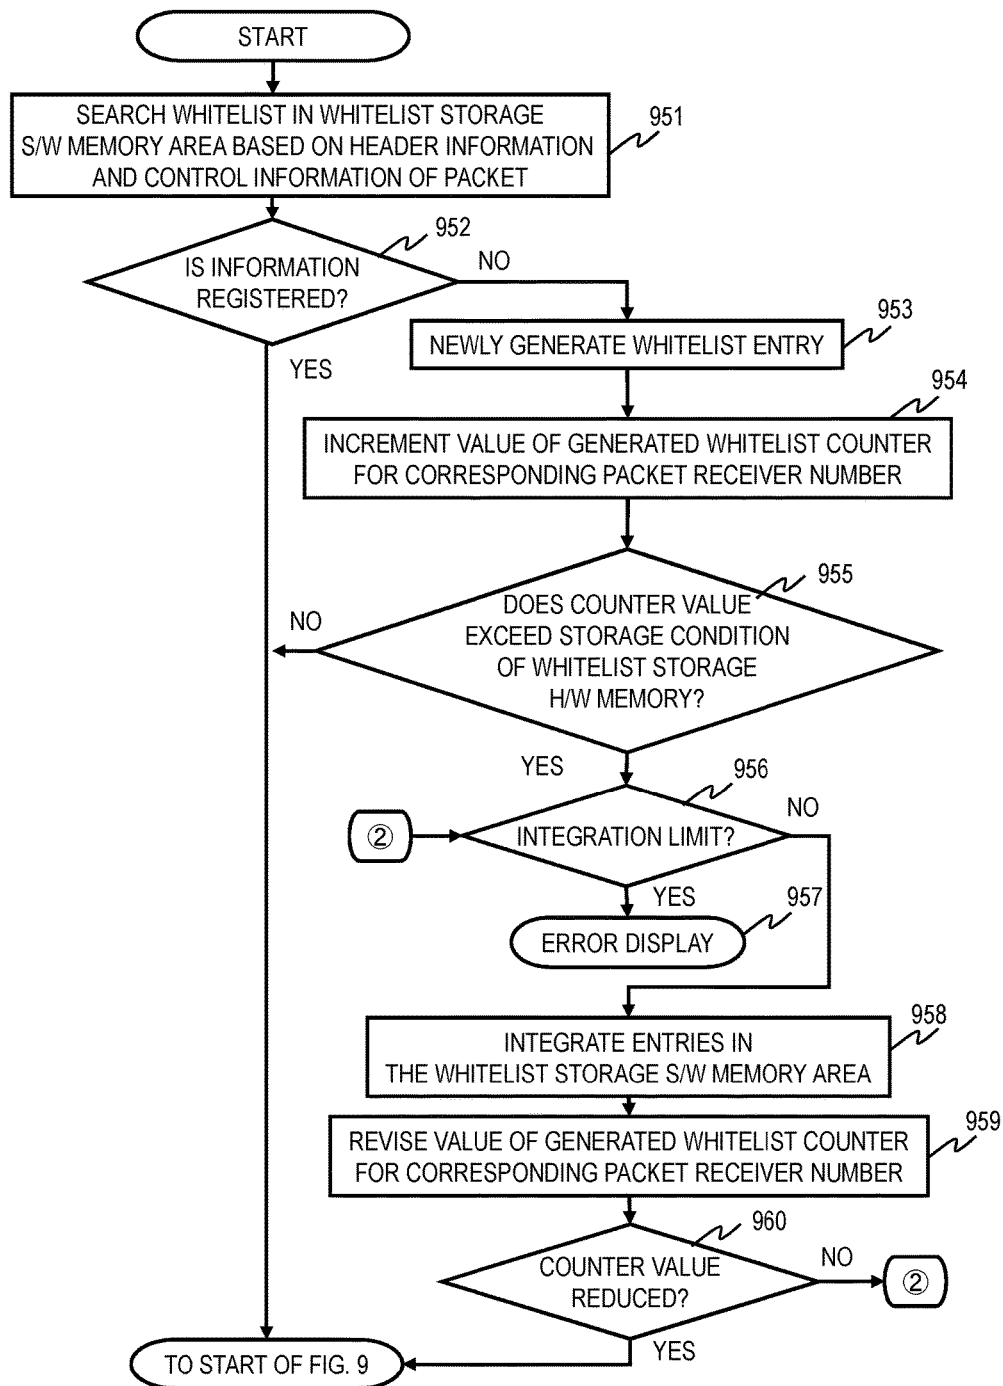 START
SEARCH WHITELIST IN WHITELIST STORAGE
S/W MEMORY AREA BASED ON HEADER INFORMATION
AND CONTROL INFORMATION OF PACKET
951
952
IS INFORMATION
REGISTERED?
NO
YES
953
NEWLY GENERATE WHITELIST ENTRY
954
INCREMENT VALUE OF GENERATED WHITELIST COUNTER
FOR CORRESPONDING PACKET RECEIVER NUMBER
955
DOES COUNTER VALUE
EXCEED STORAGE CONDITION
OF WHITELIST STORAGE
H/W MEMORY?
NO
YES
956
②
INTEGRATION LIMIT?
NO
YES
957
ERROR DISPLAY
958
INTEGRATE ENTRIES IN
THE WHITELIST STORAGE S/W MEMORY AREA
959
REVISE VALUE OF GENERATED WHITELIST COUNTER
FOR CORRESPONDING PACKET RECEIVER NUMBER
960
COUNTER VALUE
REDUCED?
NO
②
YES
TO START OF FIG. 9